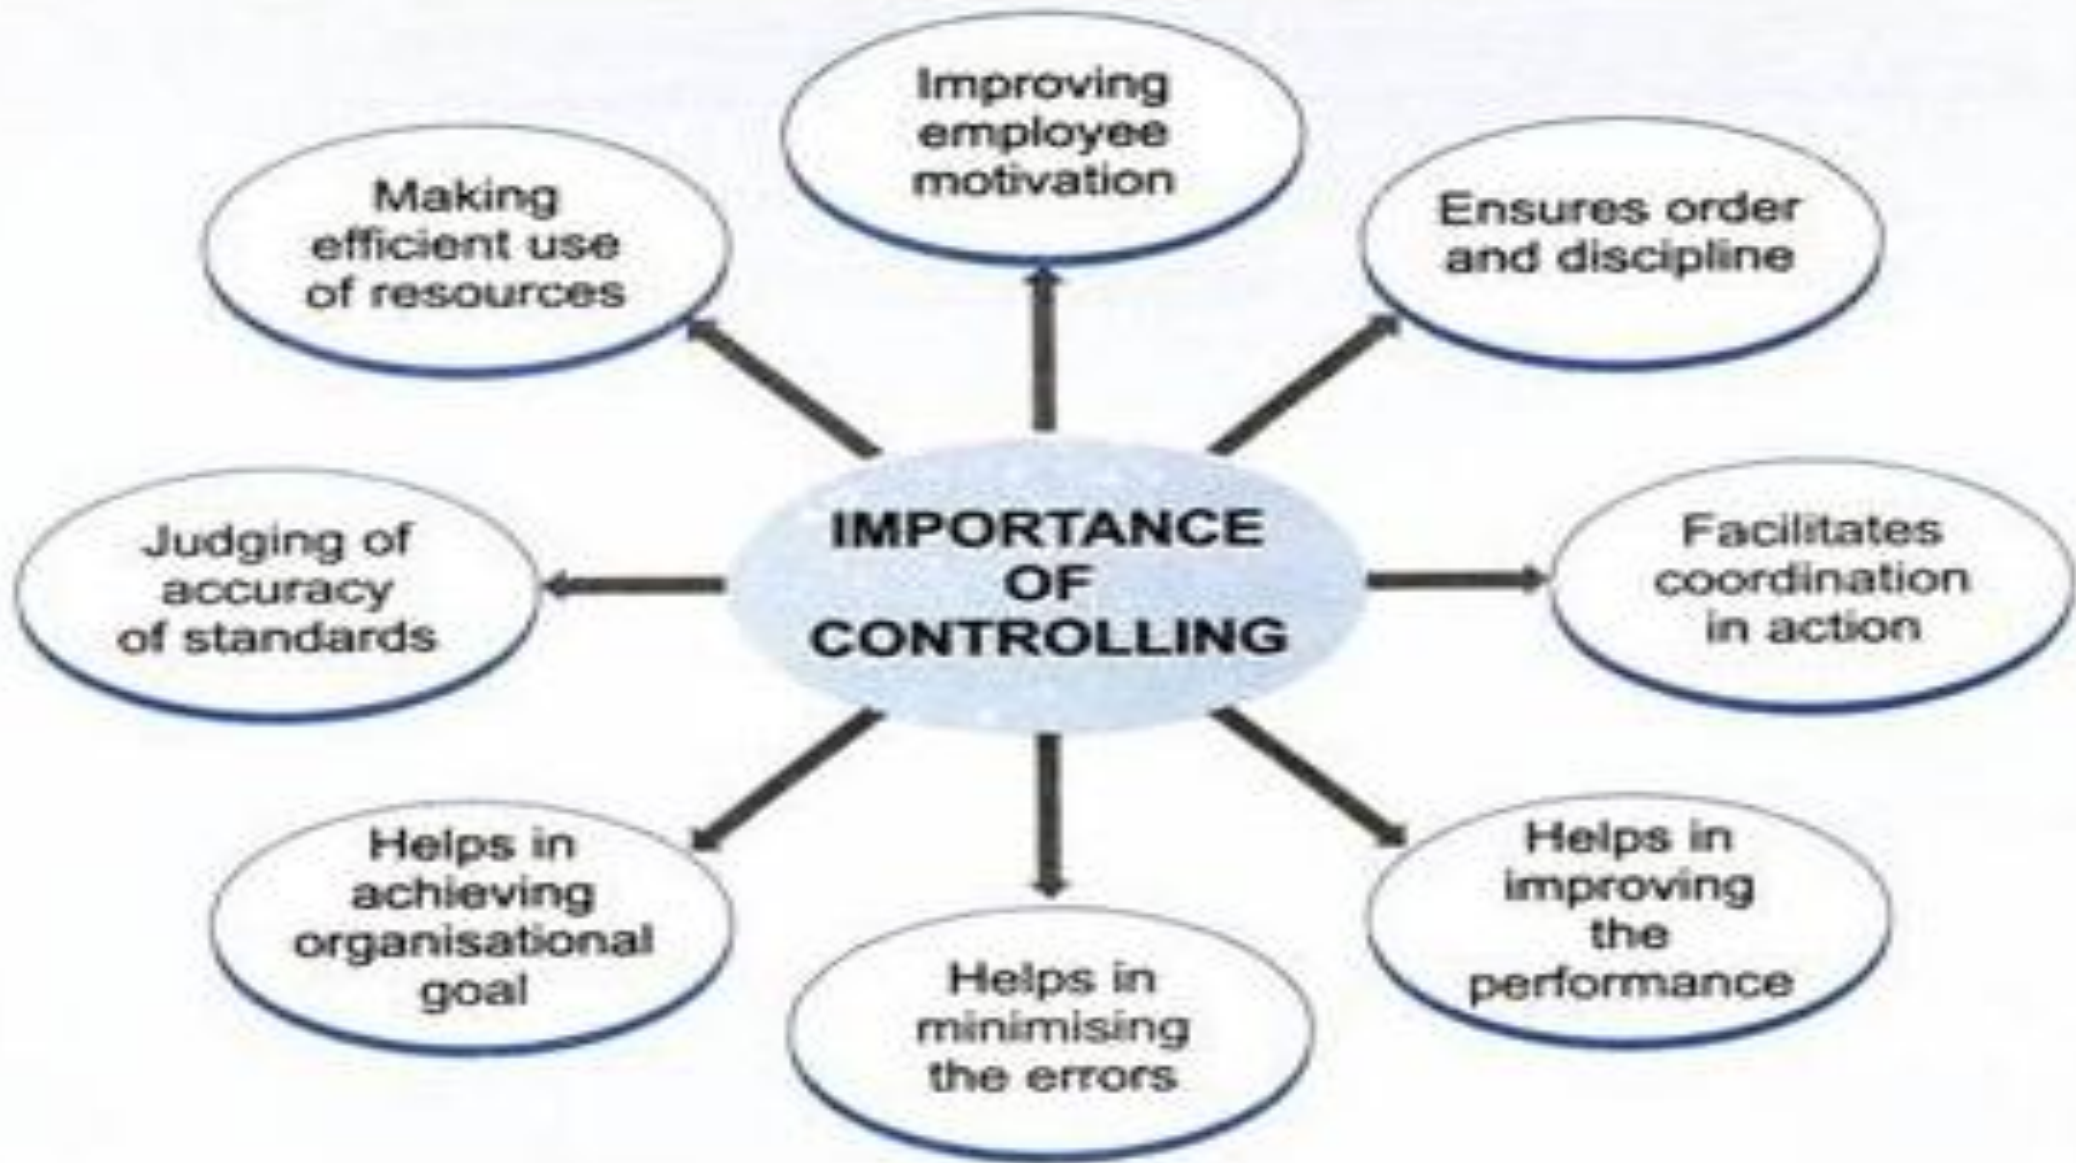 Improving
employee
motivation
Making
efficient use
of resources
Ensures order
and discipline
Judging of
accuracy
of standards
IMPORTANCE
OF
CONTROLLING
Facilitates
coordination
in action
Helps in
achieving
organisational
goal
Helps in
minimising
the errors
Helps in
improving
the
performance